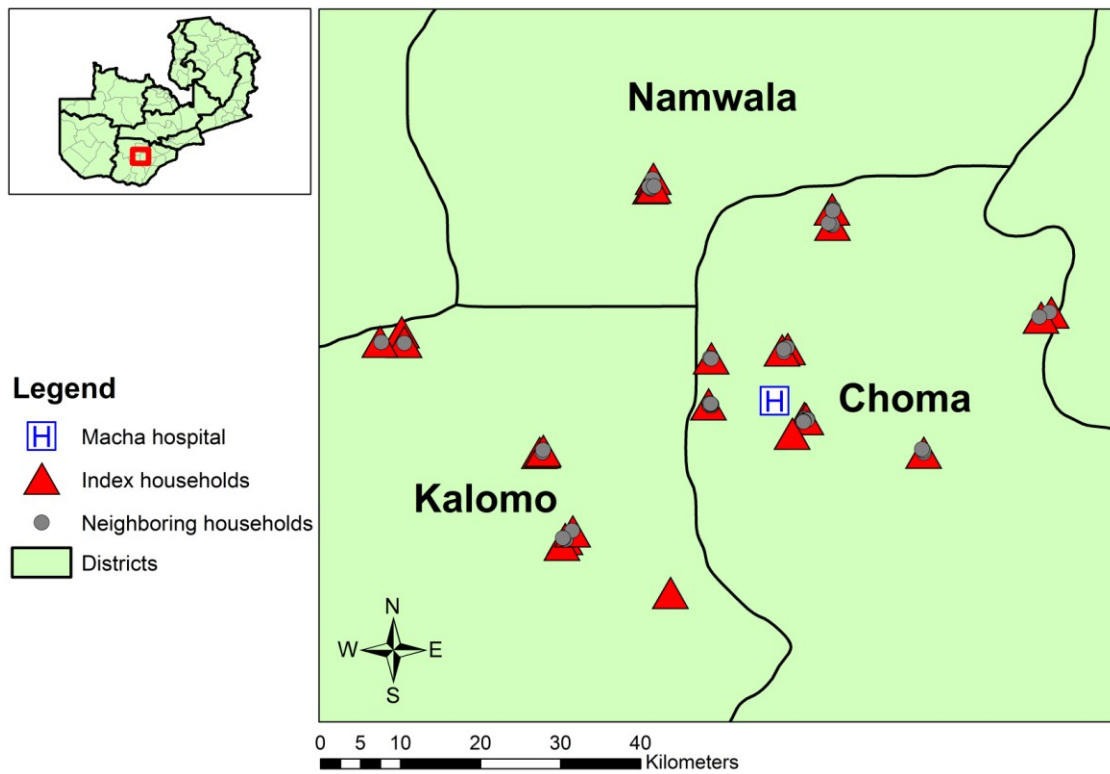 Namwala
Choma
Kalomo
Legend
H Macha hospital
Index households
Neighboring households
Districts
H
N
W E
S
0 5 10 20 30 40
Kilometers